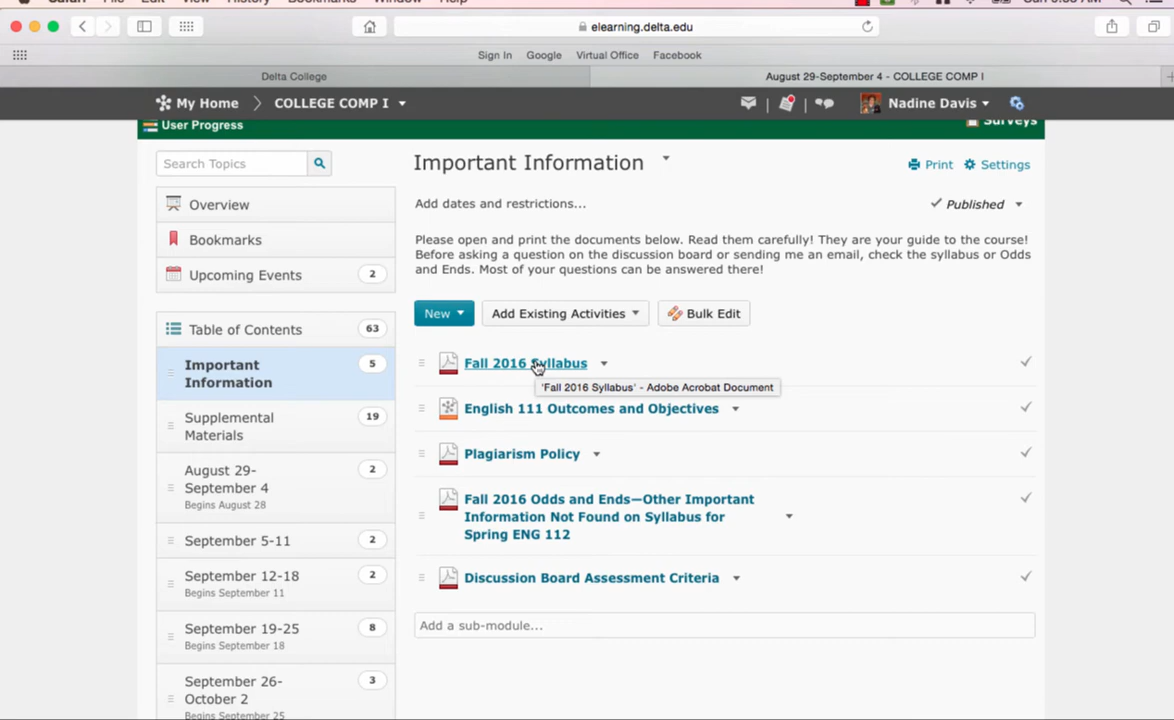 Safari File Edit View History Bookmarks Window Help
elearning.delta.edu
Sign In Google Virtual Office Facebook
Delta College
August 29-September 4 - COLLEGE COMP I
My Home
COLLEGE COMP I
Nadine Davis
User Progress
Surveys
Search Topics
Overview
Bookmarks
Upcoming Events 2
Table of Contents 63
Important
Information
5
Supplemental
Materials
19
August 29-
September 4
Begins August 28
2
September 5-11 2
September 12-18 2
Begins September 11
September 19-25 8
Begins September 18
September 26-
October 2
Begins September 25
3
Important Information
Print Settings
Add dates and restrictions...
Published
Please open and print the documents below. Read them carefully! They are your guide to the course!
Before asking a question on the discussion board or sending me an email, check the syllabus or Odds
and Ends. Most of your questions can be answered there!
New Add Existing Activities Bulk Edit
Fall 2016 Syllabus
'Fall 2016 Syllabus' - Adobe Acrobat Document
English 111 Outcomes and Objectives
Plagiarism Policy
Fall 2016 Odds and Ends—Other Important
Information Not Found on Syllabus for
Spring ENG 112
Discussion Board Assessment Criteria
Add a sub-module...